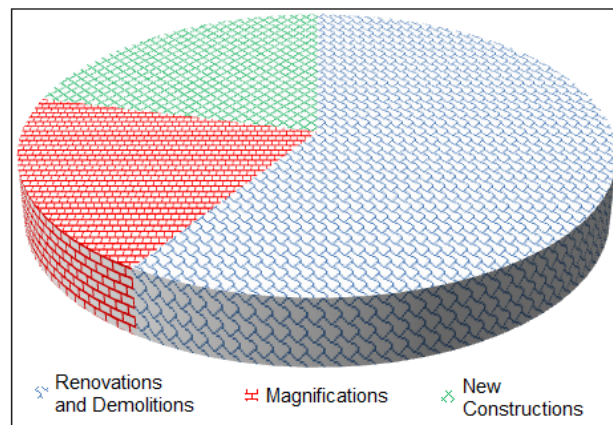 Renovations
and Demolitions
Magnifications
New
Constructions